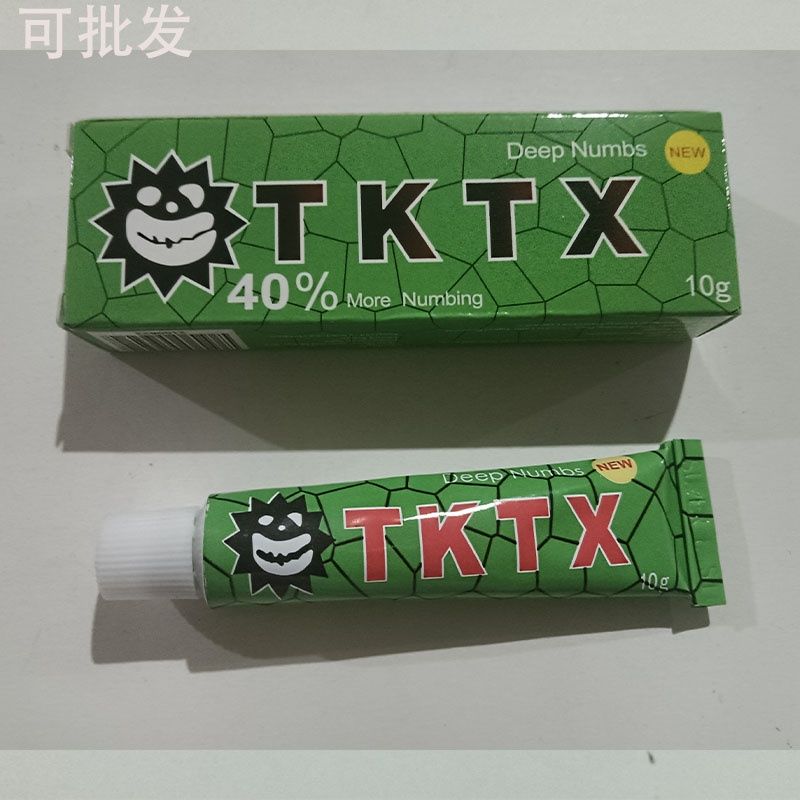 可批发
Deep Numbs NEW
TKTX
40% More Numbing
10g
Deep Numbs NEW
TKTX
10g